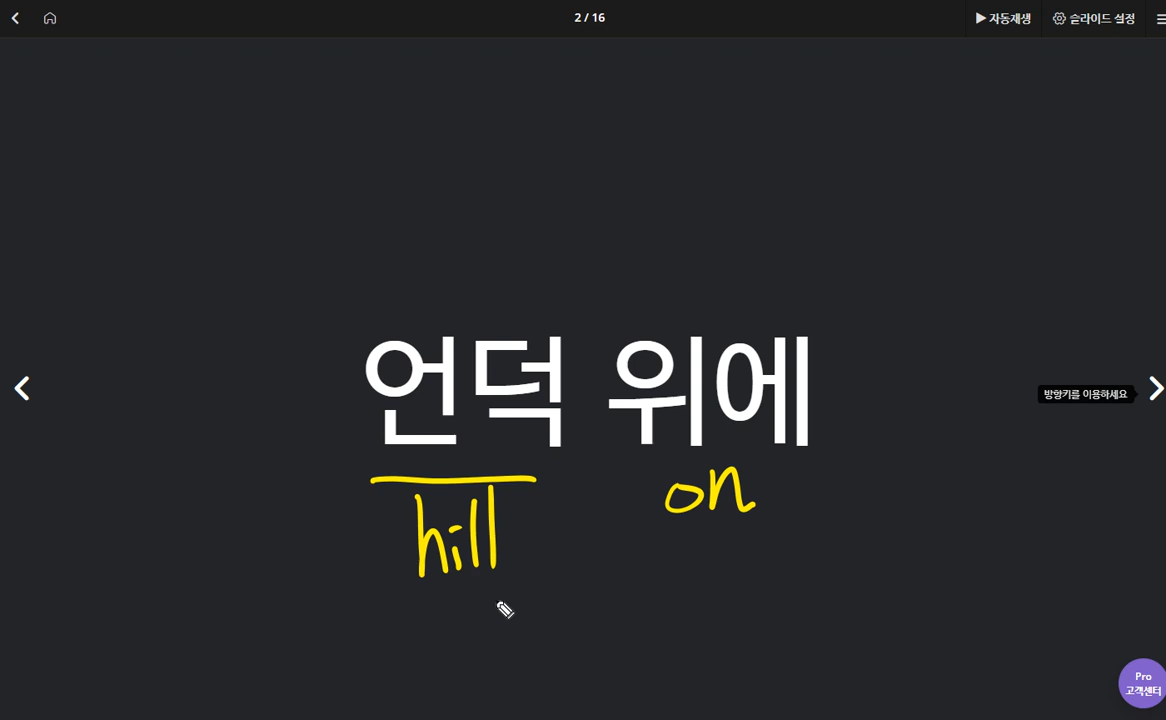 2 / 16
자동재생
슬라이드 설정
언덕 위에
방향키를 이용하세요
on
hill
Pro
고객센터